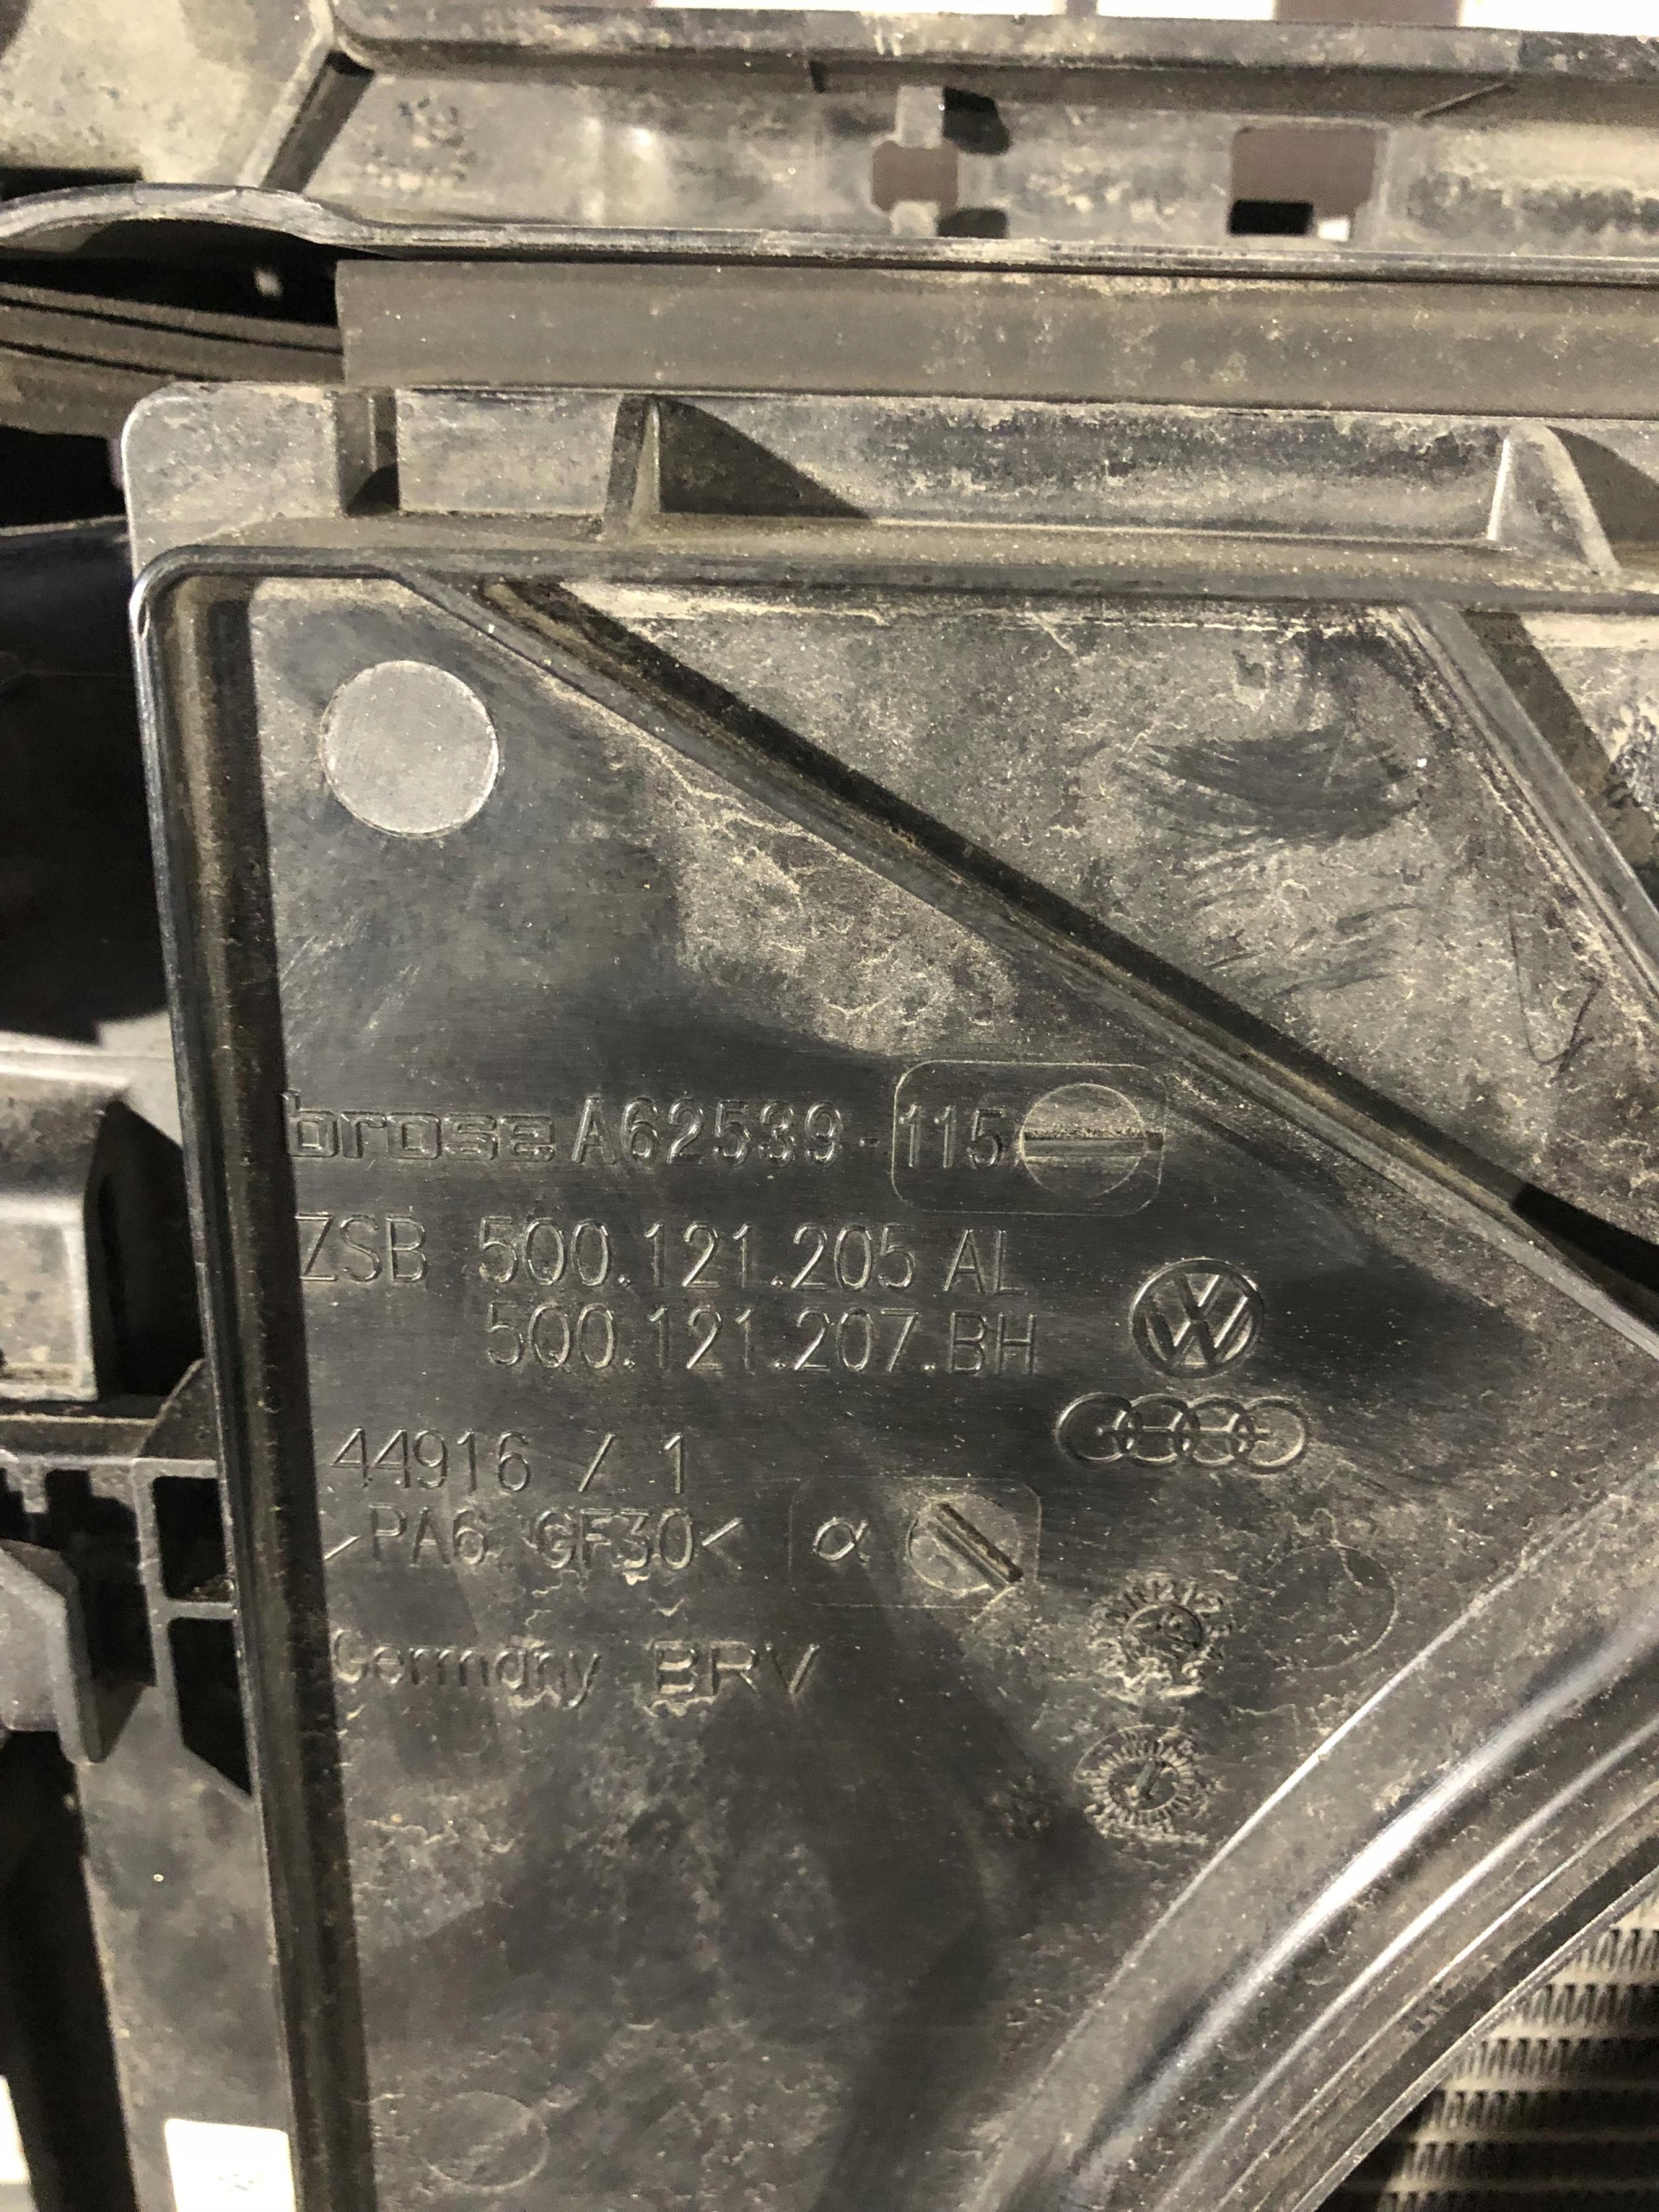 brose A62539-115
ZSB 5Q0.121.205 AL
5Q0.121.207.BH
44916 / 1
>PA6 GF30< α
Germany BRV